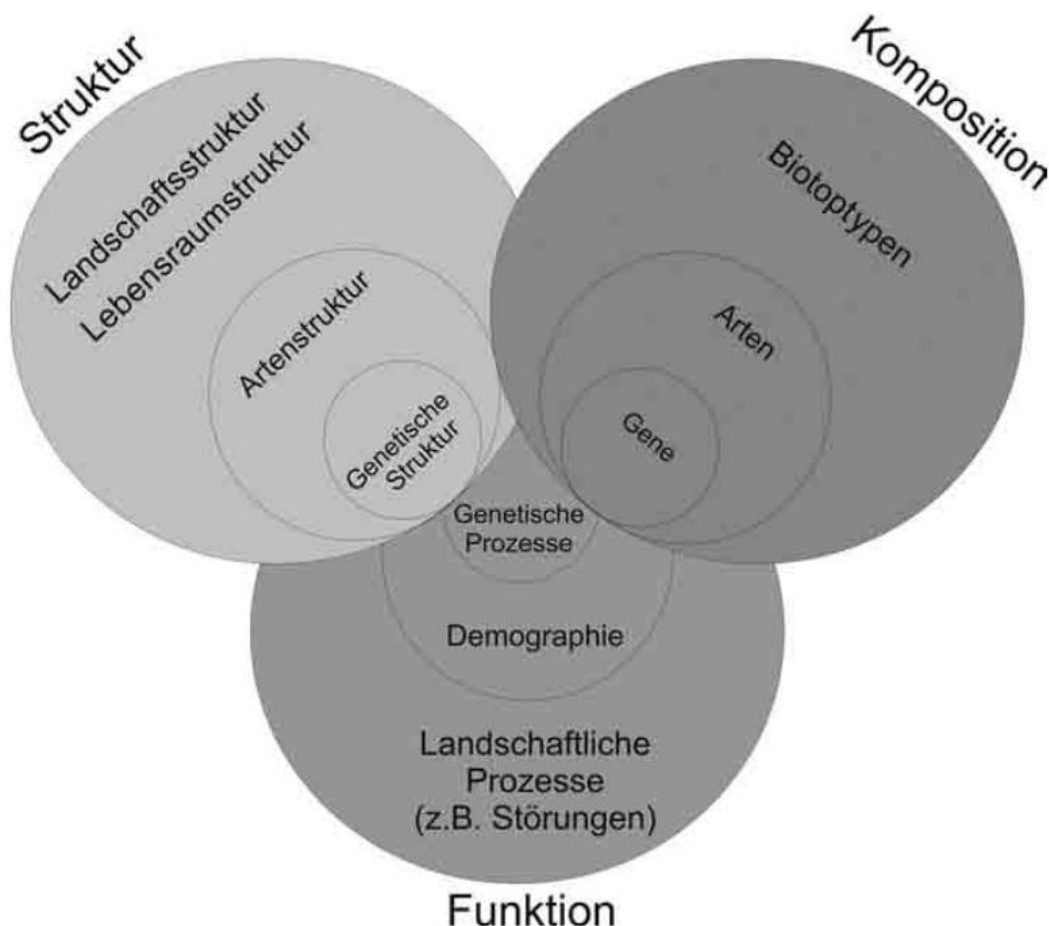 Struktur
Landschaftsstruktur
Lebensraumstruktur
Artenstruktur
Genetische
Struktur
Komposition
Biotoptypen
Arten
Gene
Genetische
Prozesse
Demographie
Landschaftliche
Prozesse
(z.B. Störungen)
Funktion